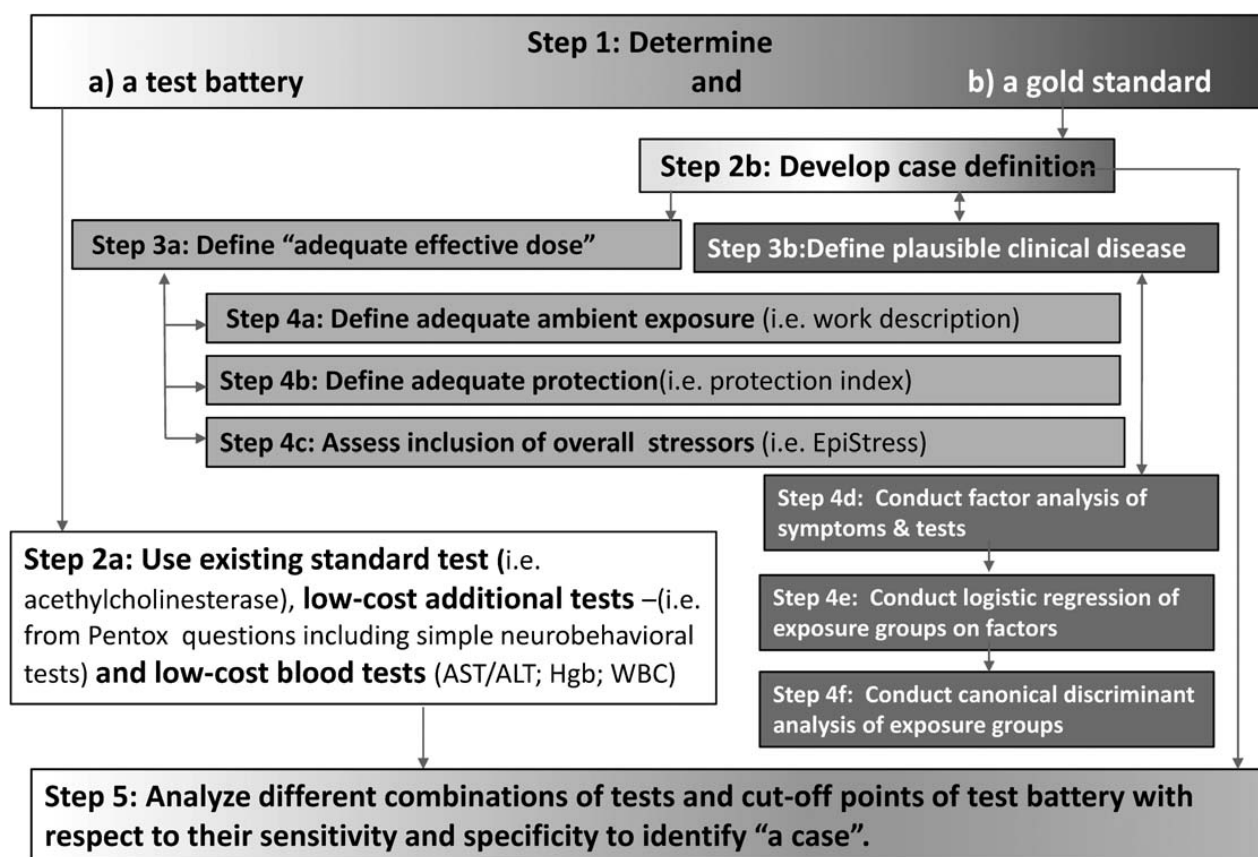 Step 1: Determine
a) a test battery and b) a gold standard
Step 2b: Develop case definition
Step 3a: Define “adequate effective dose”
Step 3b:Define plausible clinical disease
Step 4a: Define adequate ambient exposure (i.e. work description)
Step 4b: Define adequate protection(i.e. protection index)
Step 4c: Assess inclusion of overall stressors (i.e. EpiStress)
Step 4d: Conduct factor analysis of
symptoms & tests
Step 2a: Use existing standard test (i.e.
acethylcholinesterase), low-cost additional tests –(i.e.
from Pentox questions including simple neurobehavioral
tests) and low-cost blood tests (AST/ALT; Hgb; WBC)
Step 4e: Conduct logistic regression of
exposure groups on factors
Step 4f: Conduct canonical discriminant
analysis of exposure groups
Step 5: Analyze different combinations of tests and cut-off points of test battery with
respect to their sensitivity and specificity to identify “a case”.